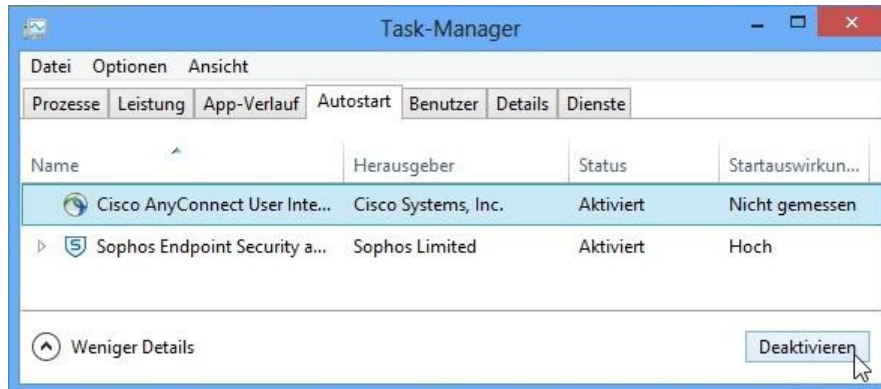 Task-Manager
Datei Optionen Ansicht
Prozesse Leistung App-Verlauf Autostart Benutzer Details Dienste
Name Herausgeber Status Startauswirkun...
Cisco AnyConnect User Inte... Cisco Systems, Inc. Aktiviert Nicht gemessen
Sophos Endpoint Security a... Sophos Limited Aktiviert Hoch
Weniger Details Deaktivieren